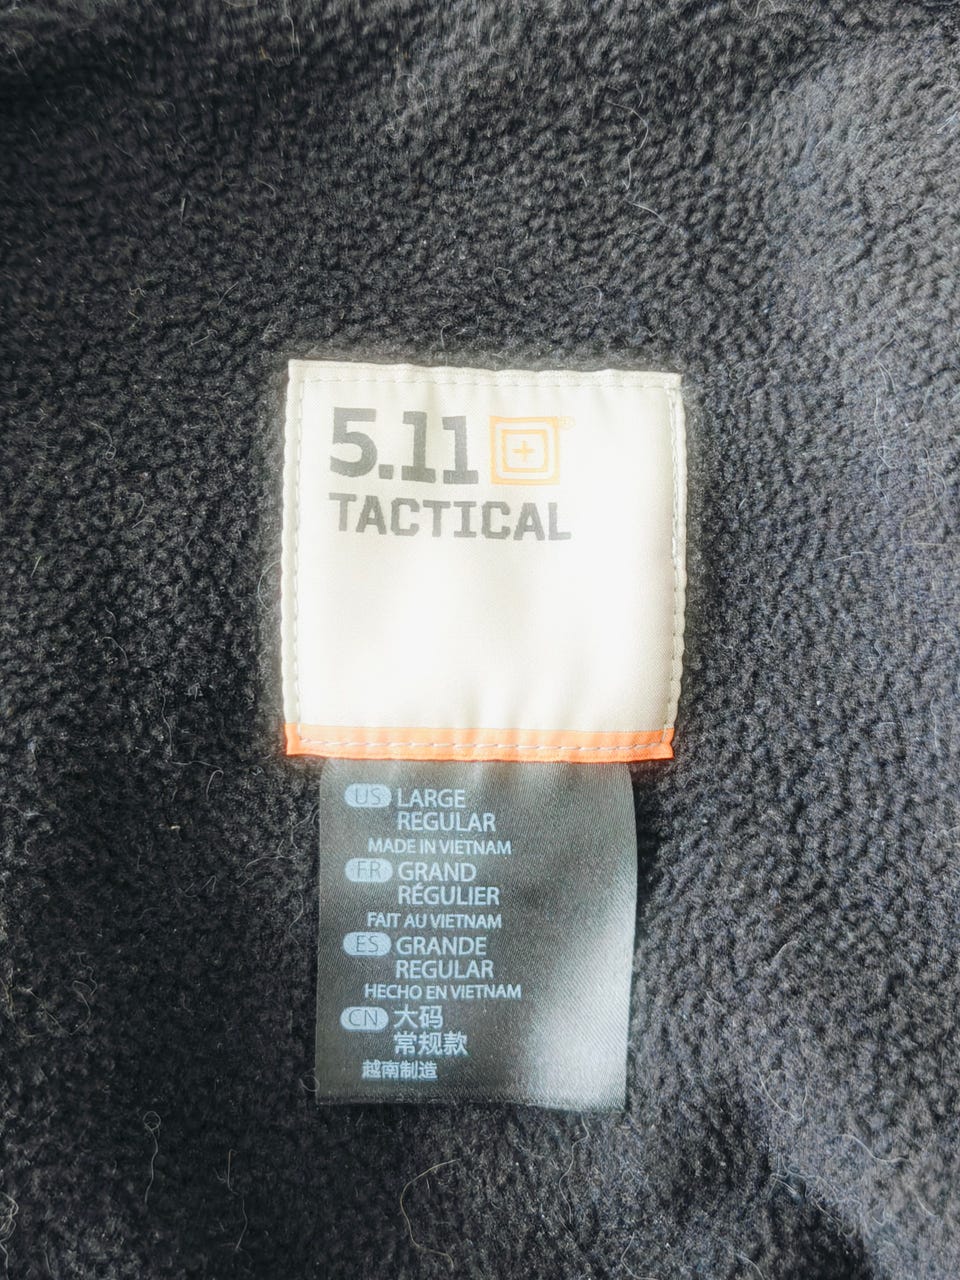 5.11
TACTICAL
US LARGE
REGULAR
MADE IN VIETNAM
FR GRAND
RÉGULIER
FAIT AU VIETNAM
ES GRANDE
REGULAR
HECHO EN VIETNAM
CN 大码
常规款
越南制造